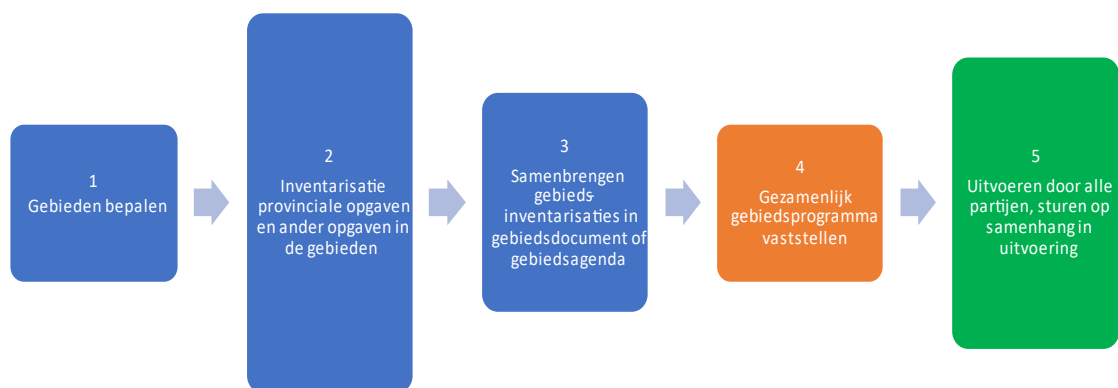 1
Gebieden bepalen
2
Inventarisatie
provinciale opgaven
en ander opgaven in
de gebieden
3
Samenbrengen
gebieds-
inventarisaties in
gebiedsdocument of
gebiedsagenda
4
Gezamenlijk
gebiedsprogramma
vaststellen
5
Uitvoeren door alle
partijen, sturen op
samenhang in
uitvoering